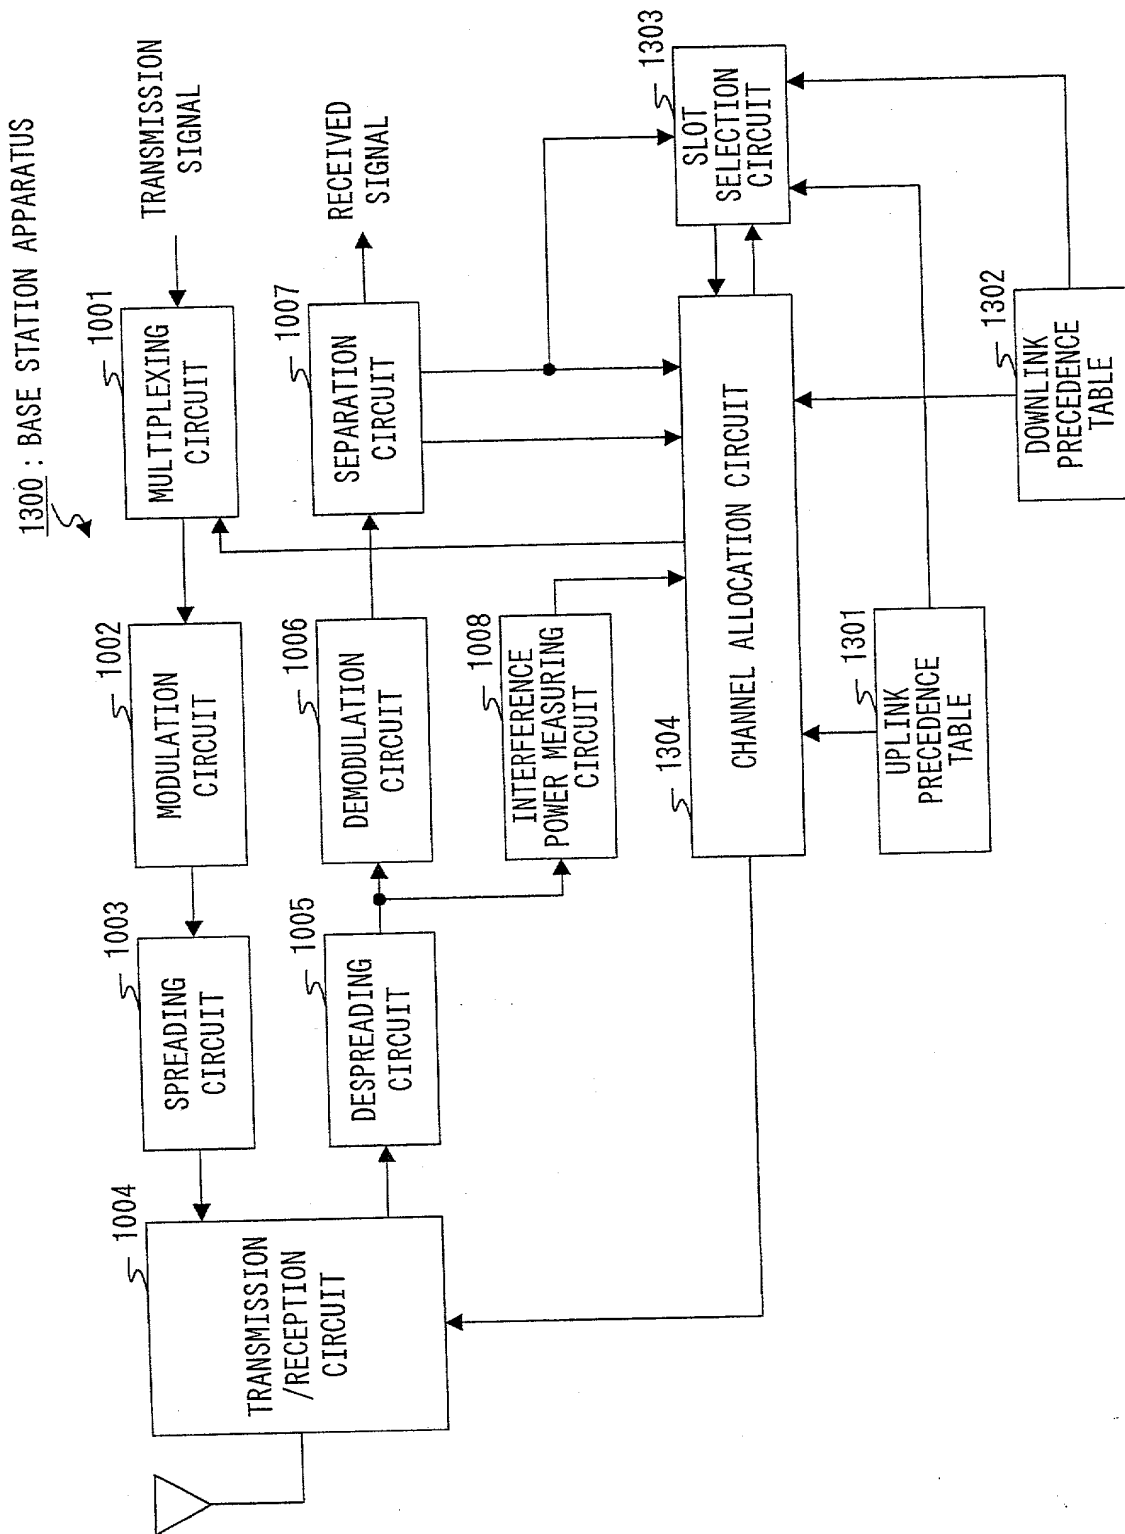 1300 : BASE STATION APPARATUS
TRANSMISSION
SIGNAL
1001
MULTIPLEXING
CIRCUIT
1002
MODULATION
CIRCUIT
1003
SPREADING
CIRCUIT
1004
TRANSMISSION
/RECEPTION
CIRCUIT
RECEIVED
SIGNAL
1007
SEPARATION
CIRCUIT
1006
DEMODULATION
CIRCUIT
1005
DESPREADING
CIRCUIT
1008
INTERFERENCE
POWER MEASURING
CIRCUIT
1303
SLOT
SELECTION
CIRCUIT
1304
CHANNEL ALLOCATION CIRCUIT
1301
UPLINK
PRECEDENCE
TABLE
1302
DOWNLINK
PRECEDENCE
TABLE